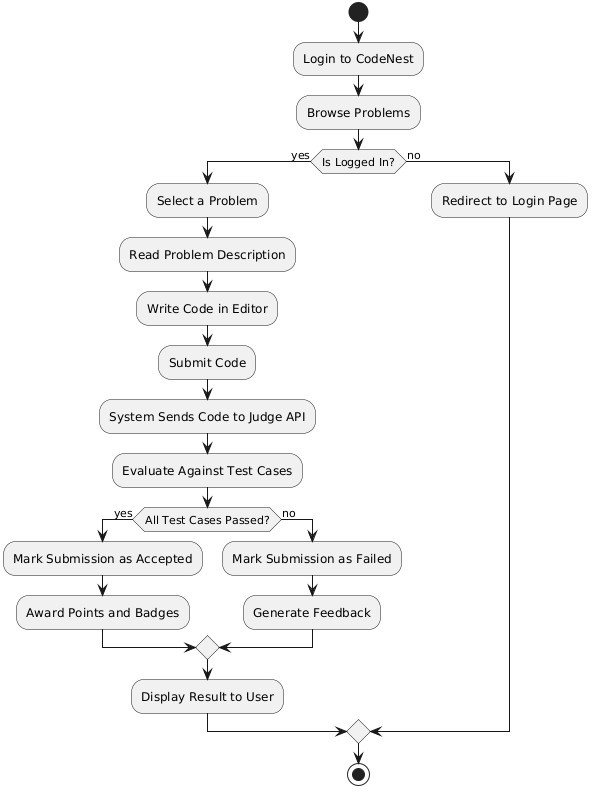 Login to CodeNest
Browse Problems
yes
Is Logged In?
no
Select a Problem
Redirect to Login Page
Read Problem Description
Write Code in Editor
Submit Code
System Sends Code to Judge API
Evaluate Against Test Cases
yes
All Test Cases Passed?
no
Mark Submission as Accepted
Mark Submission as Failed
Award Points and Badges
Generate Feedback
Display Result to User